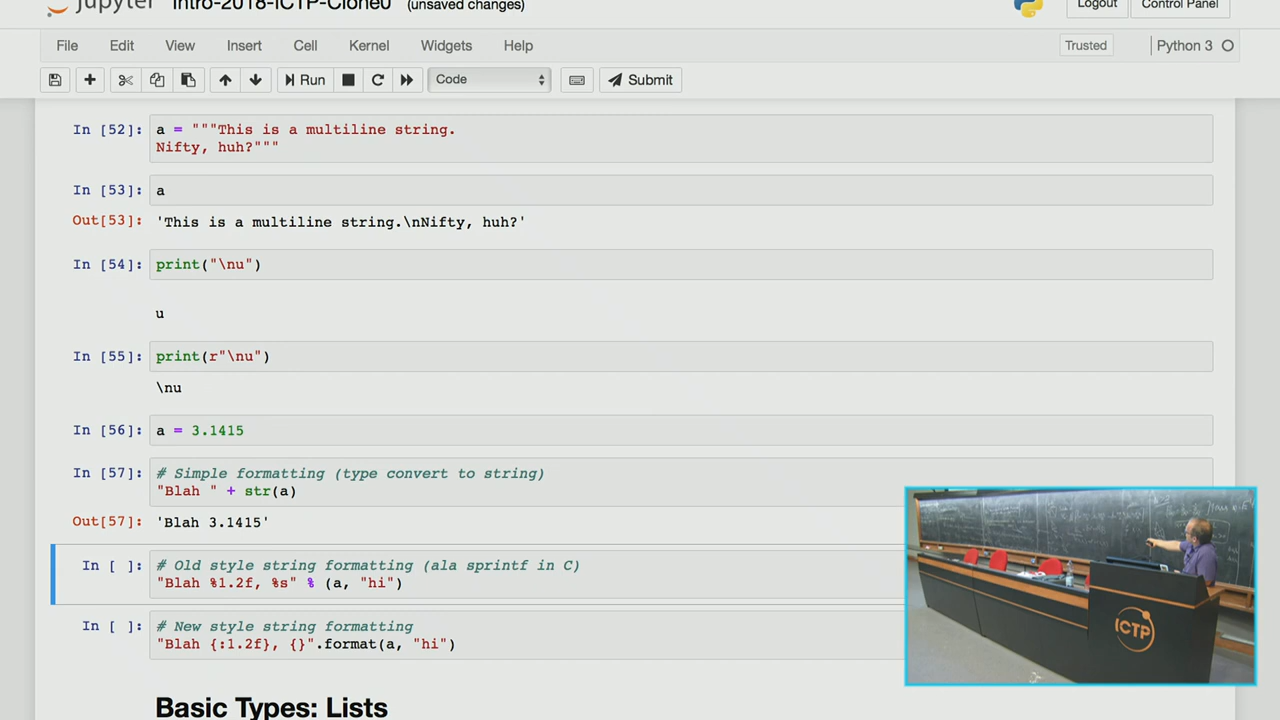 jupyter Intro-2018-ICTP-Clone0 (unsaved changes) Logout Control Panel
File Edit View Insert Cell Kernel Widgets Help Trusted Python 3
Run Code Submit
In [52]: a = """This is a multiline string.
Nifty, huh?"""
In [53]: a
Out[53]: 'This is a multiline string.\nNifty, huh?'
In [54]: print("\nu")
u
In [55]: print(r"\nu")
\nu
In [56]: a = 3.1415
In [57]: # Simple formatting (type convert to string)
"Blah " + str(a)
Out[57]: 'Blah 3.1415'
In [ ]: # Old style string formatting (ala sprintf in C)
"Blah %1.2f, %s" % (a, "hi")
In [ ]: # New style string formatting
"Blah {:1.2f}, {}".format(a, "hi")
Basic Types: Lists
ICTP